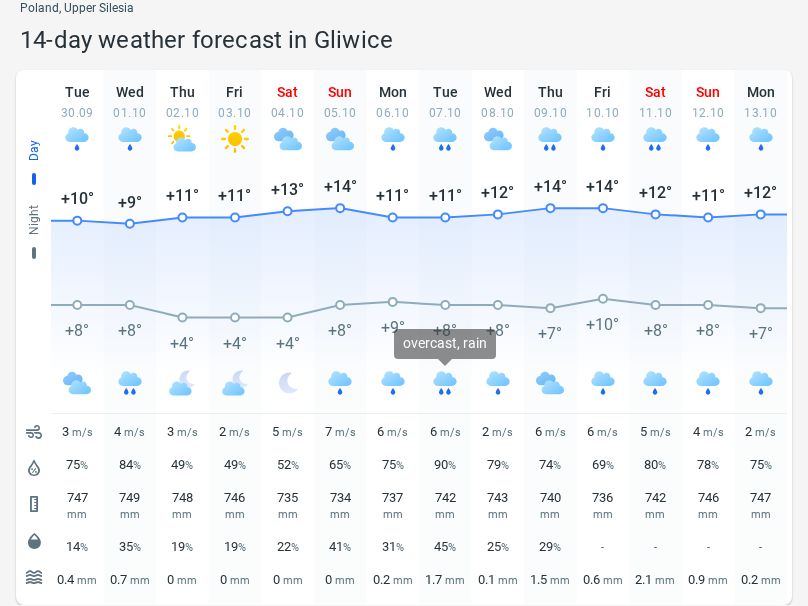 Poland, Upper Silesia
14-day weather forecast in Gliwice
Tue Wed Thu Fri Sat Sun Mon Tue Wed Thu Fri Sat Sun Mon
30.09 01.10 02.10 03.10 04.10 05.10 06.10 07.10 08.10 09.10 10.10 11.10 12.10 13.10
Day
+10° +9° +11° +11° +13° +14° +11° +11° +12° +14° +14° +12° +11° +12°
Night
+8° +8° +4° +4° +4° +8° +9° +8° +8° +7° +10° +8° +8° +7°
overcast, rain
3 m/s 4 m/s 3 m/s 2 m/s 5 m/s 7 m/s 6 m/s 6 m/s 2 m/s 6 m/s 6 m/s 5 m/s 4 m/s 2 m/s
75% 84% 49% 49% 52% 65% 75% 90% 79% 74% 69% 80% 78% 75%
747 749 748 746 735 734 737 742 743 740 736 742 746 747
mm mm mm mm mm mm mm mm mm mm mm mm mm mm
14% 35% 19% 19% 22% 41% 31% 45% 25% 29% - - - -
0.4 mm 0.7 mm 0 mm 0 mm 0 mm 0 mm 0.2 mm 1.7 mm 0.1 mm 1.5 mm 0.6 mm 2.1 mm 0.9 mm 0.2 mm